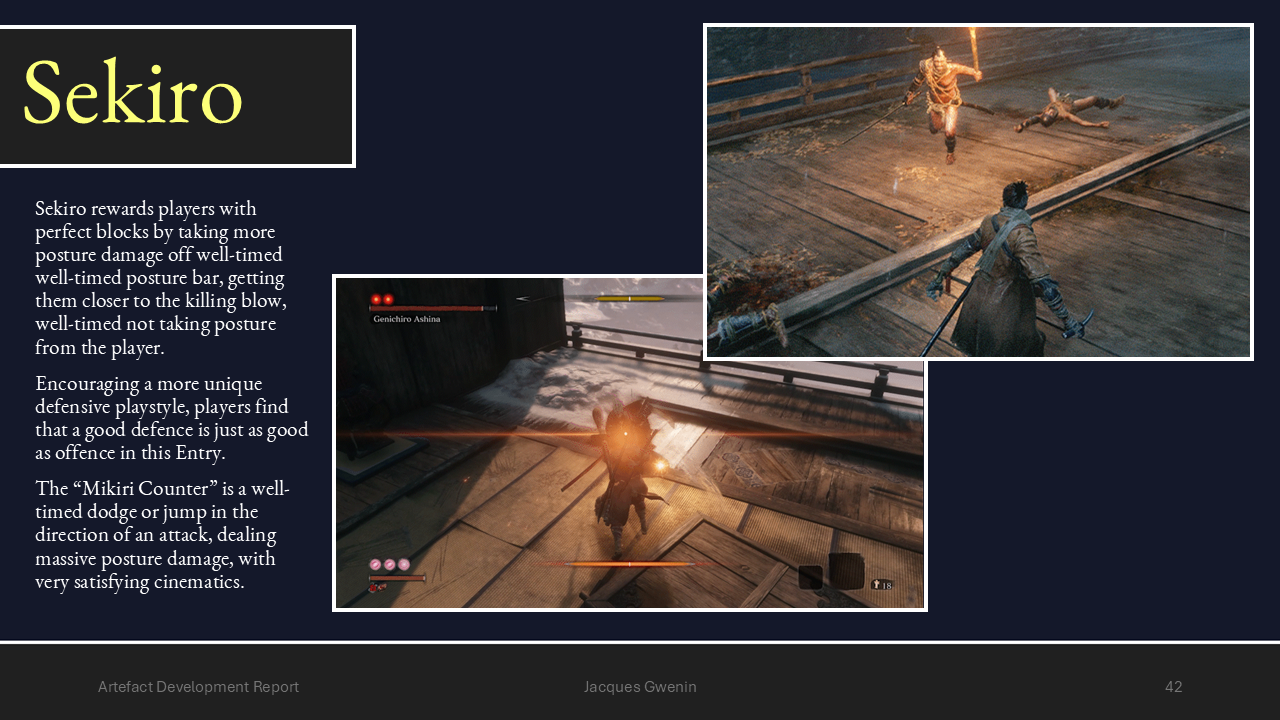 Sekiro
Sekiro rewards players with
perfect blocks by taking more
posture damage off well-timed
well-timed posture bar, getting
them closer to the killing blow,
well-timed not taking posture
from the player.
Encouraging a more unique
defensive playstyle, players find
that a good defence is just as good
as offence in this Entry.
The “Mikiri Counter” is a well-
timed dodge or jump in the
direction of an attack, dealing
massive posture damage, with
very satisfying cinematics.
Genichiro Ashina
18
Artefact Development Report
Jacques Gwenin
42